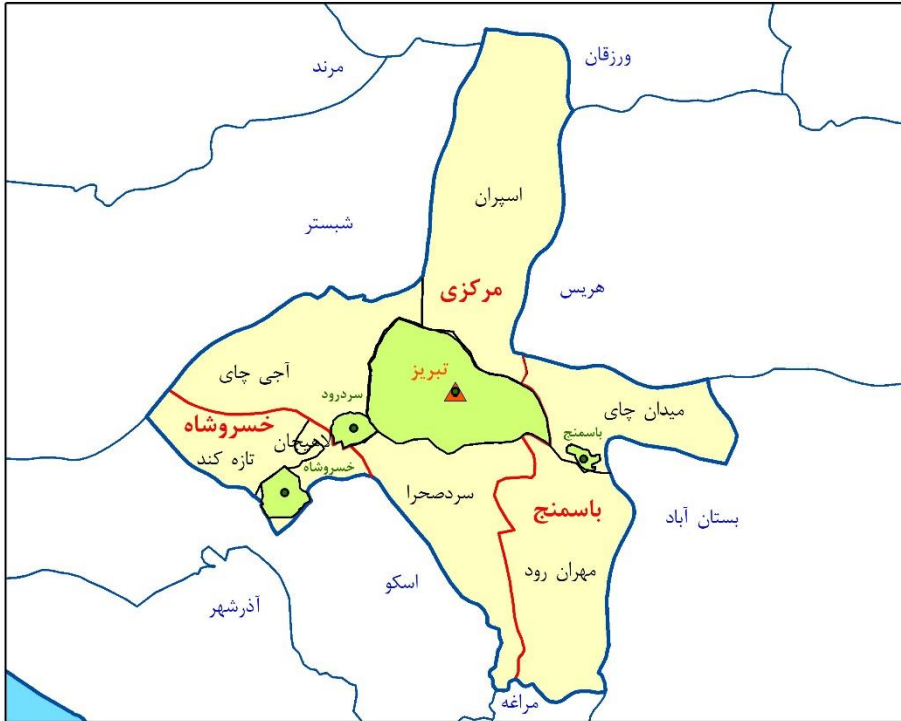 ورزقان
مرند
اسپران
شبستر
مرکزی
هریس
تبریز
آجی چای
سردرود
میدان چای
خسروشاه
لاهیجان
باسمنج
تازه کند
خسروشاه
سردصحرا
باسمنج
بستان آباد
مهران رود
اسکو
آذرشهر
مراغه